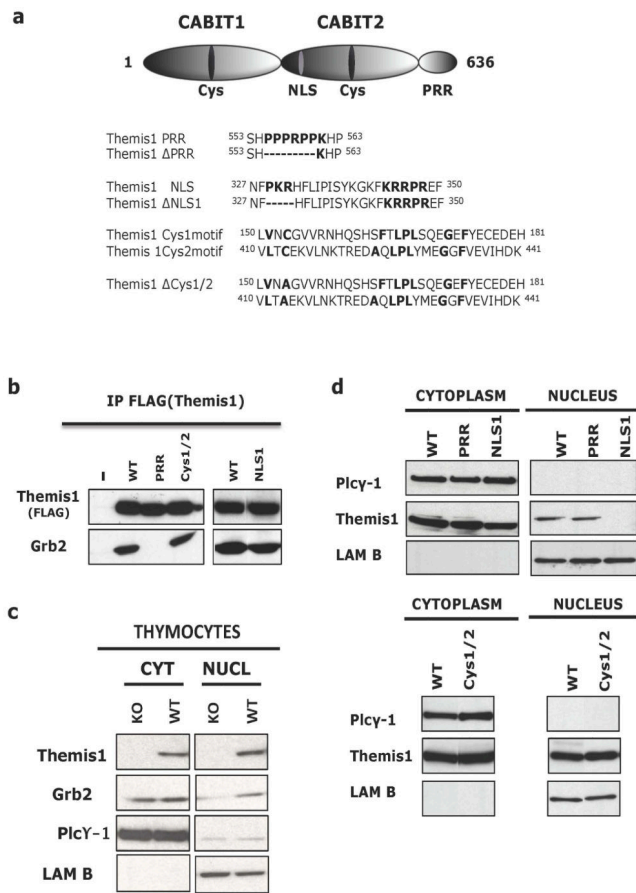 a
CABIT1 CABIT2
1 636
Cys NLS Cys PRR
Themis1 PRR 553 SHPPPRPPKHP 563
Themis1 ΔPRR 553 SH---------KHP 563
Themis1 NLS 327 NFPKRHFLIPISYKGKFKRRPREF 350
Themis1 ΔNLS1 327 NF-----HFLIPISYKGKFKRRPREF 350
Themis1 Cys1motif 150 LVNCGVVRNHQSHSFTLPLSQEGEFYECEDEH 181
Themis 1Cys2motif 410 VLTCEKVLNKTREDAQLPLYMEGGFVEVIHDK 441
Themis1 ΔCys1/2 150 LVNAGVVRNHQSHSFTLPLSQEGEFYECEDEH 181
410 VLTAEKVLNKTREDAQLPLYMEGGFVEVIHDK 441
b
IP FLAG(Themis1)
– WT PRR Cys1/2 WT NLS1
Themis1
(FLAG)
Grb2
c
THYMOCYTES
CYT NUCL
KO WT KO WT
Themis1
Grb2
PlcY-1
LAM B
d
CYTOPLASM NUCLEUS
WT PRR NLS1 WT PRR NLS1
Plcγ-1
Themis1
LAM B
CYTOPLASM NUCLEUS
WT Cys1/2 WT Cys1/2
Plcγ-1
Themis1
LAM B